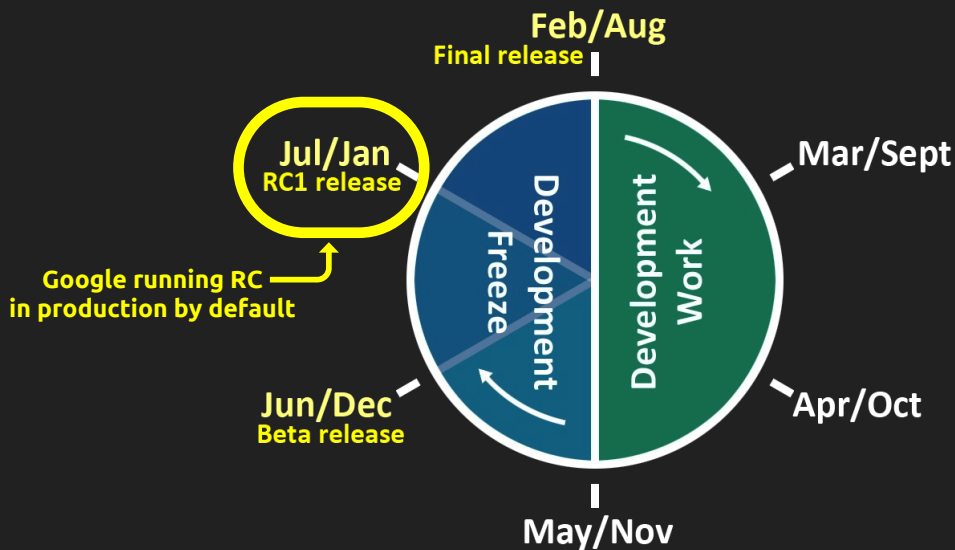 Feb/Aug
Final release
Jul/Jan
RC1 release
Mar/Sept
Google running RC
in production by default
Development
Freeze
Development
Work
Jun/Dec
Beta release
Apr/Oct
May/Nov